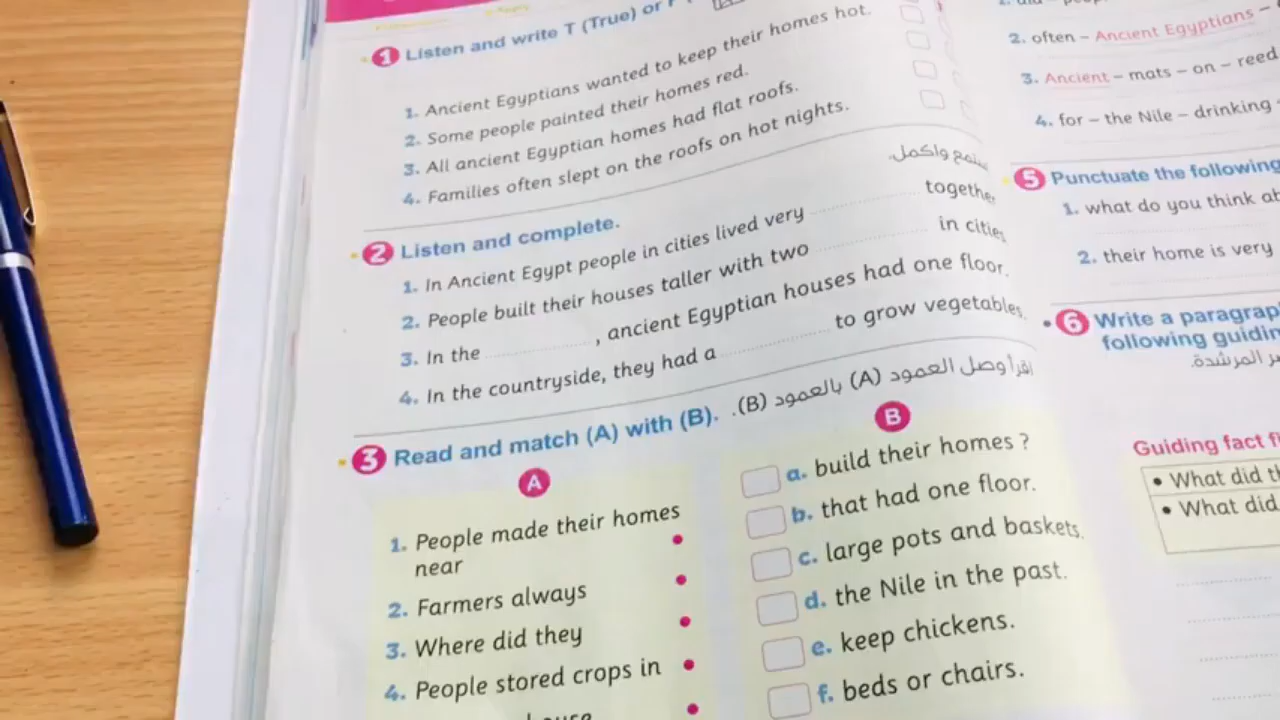 1 Listen and write T (True) or F
1. Ancient Egyptians wanted to keep their homes hot.
2. Some people painted their homes red.
3. All ancient Egyptian homes had flat roofs.
4. Families often slept on the roofs on hot nights.
2 Listen and complete.
استمع واكمل.
1. In Ancient Egypt people in cities lived very ............ together
2. People built their houses taller with two ............ in cities
3. In the ............, ancient Egyptian houses had one floor.
4. In the countryside, they had a ............ to grow vegetables.
3 Read and match (A) with (B).
اقرأ وصل العمود (A) بالعمود (B).
A
1. People made their homes
near
2. Farmers always
3. Where did they
4. People stored crops in
house
B
a. build their homes ?
b. that had one floor.
c. large pots and baskets.
d. the Nile in the past.
e. keep chickens.
f. beds or chairs.
2. often – Ancient Egyptians –
3. Ancient – mats – on – reed
4. for – the Nile – drinking
5 Punctuate the following
1. what do you think
2. their home is very
6 Write a
following
المرشدة.
Guiding fact
• What did
• What did